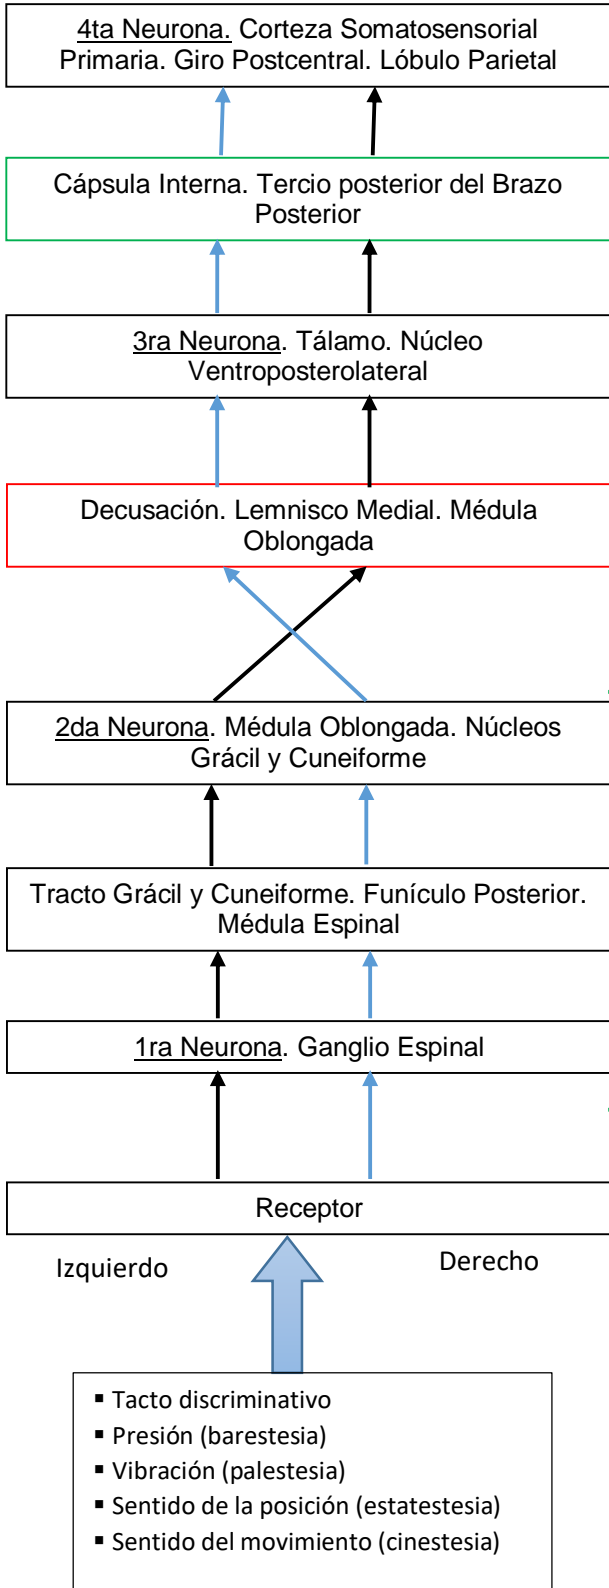 4ta Neurona. Corteza Somatosensorial
Primaria. Giro Postcentral. Lóbulo Parietal
Cápsula Interna. Tercio posterior del Brazo
Posterior
3ra Neurona. Tálamo. Núcleo
Ventroposterolateral
Decusación. Lemnisco Medial. Médula
Oblongada
2da Neurona. Médula Oblongada. Núcleos
Grácil y Cuneiforme
Tracto Grácil y Cuneiforme. Funículo Posterior.
Médula Espinal
1ra Neurona. Ganglio Espinal
Receptor
Izquierdo
Derecho
▪ Tacto discriminativo
▪ Presión (barestesia)
▪ Vibración (palestesia)
▪ Sentido de la posición (estatestesia)
▪ Sentido del movimiento (cinestesia)